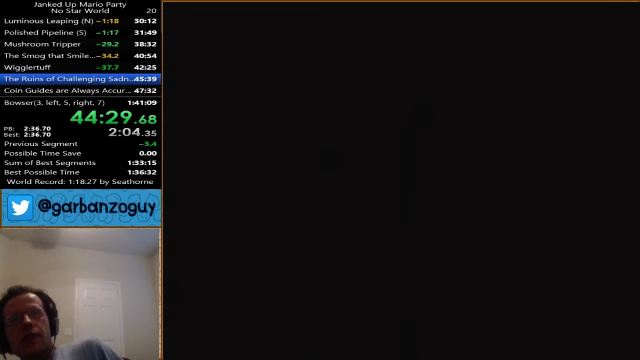 Janked Up Mario Party
No Star World 20
Luminous Leaping (N) −1:18 30:12
Polished Pipeline (S) −1:17 31:49
Mushroom Tripper −29.2 38:32
The Smog that Smile... −34.2 40:54
Wigglertuff −37.7 42:25
The Ruins of Challenging Sadn... 45:39
Coin Guides are Always Accur... 47:32
Bowser(3, left, 5, right, 7) 1:41:09
44:29.68
PB: 2:36.70
Best: 2:36.70
2:04.35
Previous Segment −3.4
Possible Time Save 0.00
Sum of Best Segments 1:33:15
Best Possible Time 1:36:32
World Record: 1:18:27 by Seathorne
@garbanzoguy